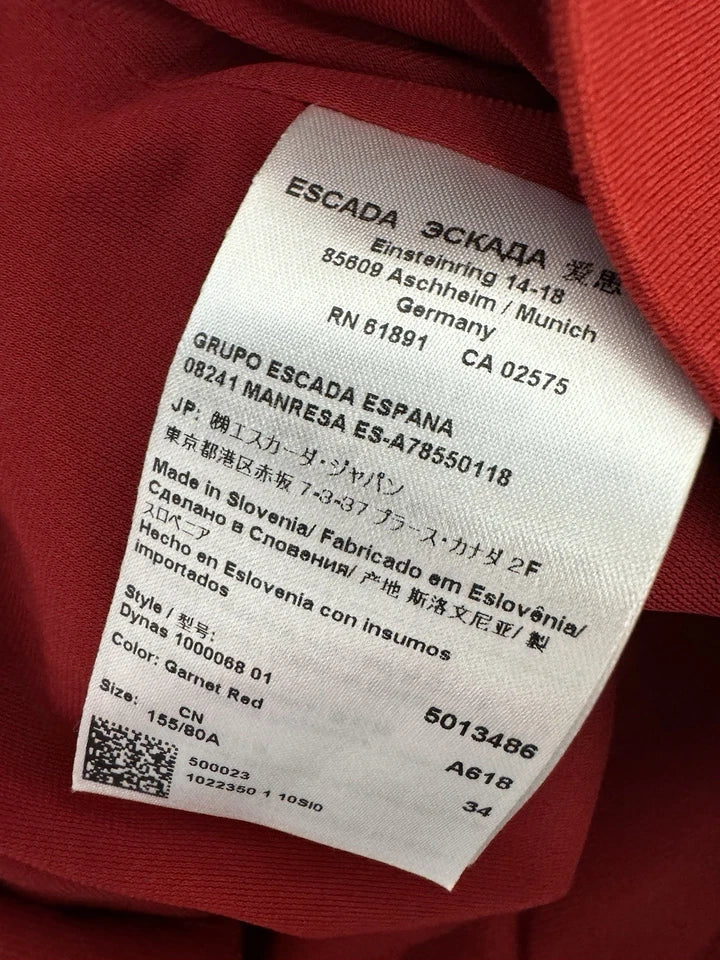 ESCADA ЭСКАДА 爱思
Einsteinring 14-18
85609 Aschheim / Munich
Germany
RN 61891 CA 02575
GRUPO ESCADA ESPANA
08241 MANRESA ES-A78550118
JP: ㈱エスカーダ・ジャパン
東京都港区赤坂 7-3-37 プラース・カナダ 2F
Made in Slovenia/ Fabricado em Eslovênia/
Сделано в Словения/ 产地 斯洛文尼亚/ 製
スロベニア
Hecho en Eslovenia con insumos
importados
Style / 型号:
Dynas 1000068 01
Color: Garnet Red
5013486
Size: CN
155/80A
A618
34
500023
1022350 1 10SI0